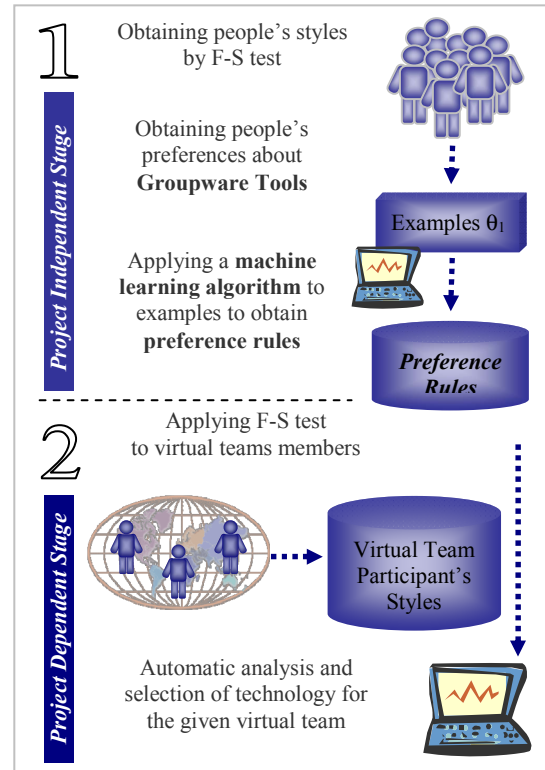 1
Obtaining people's styles
by F-S test
Project Independent Stage
Obtaining people's
preferences about
Groupware Tools
Examples θ1
Applying a machine
learning algorithm to
examples to obtain
preference rules
Preference
Rules
2
Applying F-S test
to virtual teams members
Project Dependent Stage
Virtual Team
Participant's
Styles
Automatic analysis and
selection of technology for
the given virtual team